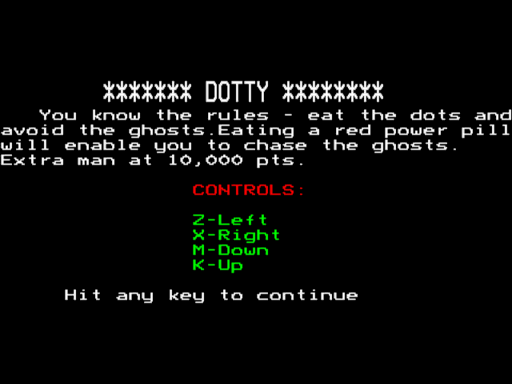 ******* DOTTY ********
You know the rules - eat the dots and
avoid the ghosts.Eating a red power pill
will enable you to chase the ghosts.
Extra man at 10,000 pts.
CONTROLS:
Z-Left
X-Right
M-Down
K-Up
Hit any key to continue